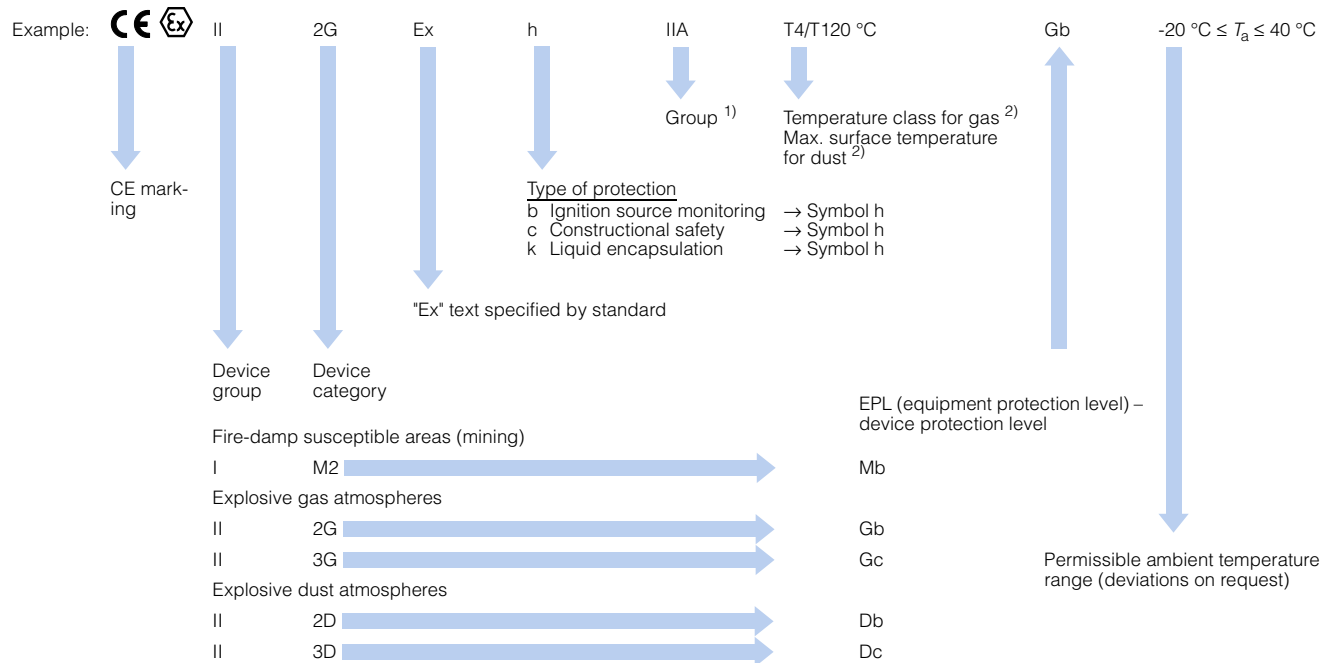 Example: CE Ex II 2G Ex h IIA T4/T120 °C Gb -20 °C ≤ Ta ≤ 40 °C
Group 1)
Temperature class for gas 2)
Max. surface temperature
for dust 2)
CE mark-
ing
Type of protection
b Ignition source monitoring → Symbol h
c Constructional safety → Symbol h
k Liquid encapsulation → Symbol h
"Ex" text specified by standard
Device
group
Device
category
EPL (equipment protection level) –
device protection level
Fire-damp susceptible areas (mining)
I M2 Mb
Explosive gas atmospheres
II 2G Gb
II 3G Gc
Permissible ambient temperature
range (deviations on request)
Explosive dust atmospheres
II 2D Db
II 3D Dc